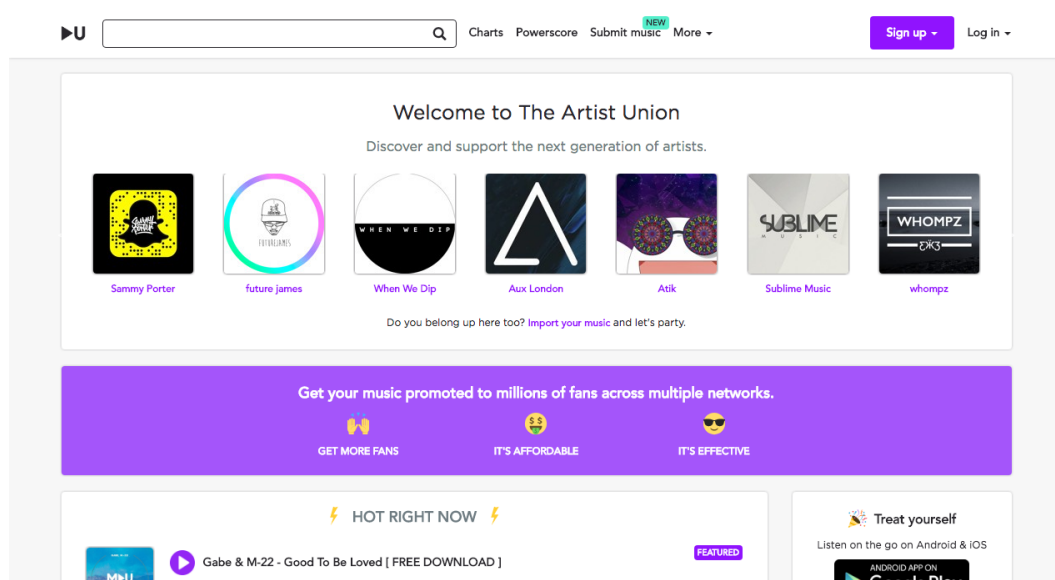 U
Charts Powerscore Submit music NEW More
Sign up Log in
Welcome to The Artist Union
Discover and support the next generation of artists.
FUTUREJAMES
WHEN WE DIP
SUBLIME
MUSIC
WHOMPZ
Sammy Porter future james When We Dip Aux London Atik Sublime Music whompz
Do you belong up here too? Import your music and let's party.
Get your music promoted to millions of fans across multiple networks.
GET MORE FANS IT'S AFFORDABLE IT'S EFFECTIVE
HOT RIGHT NOW
Gabe & M-22 - Good To Be Loved [ FREE DOWNLOAD ]
FEATURED
Treat yourself
Listen on the go on Android & iOS
ANDROID APP ON
Google Play